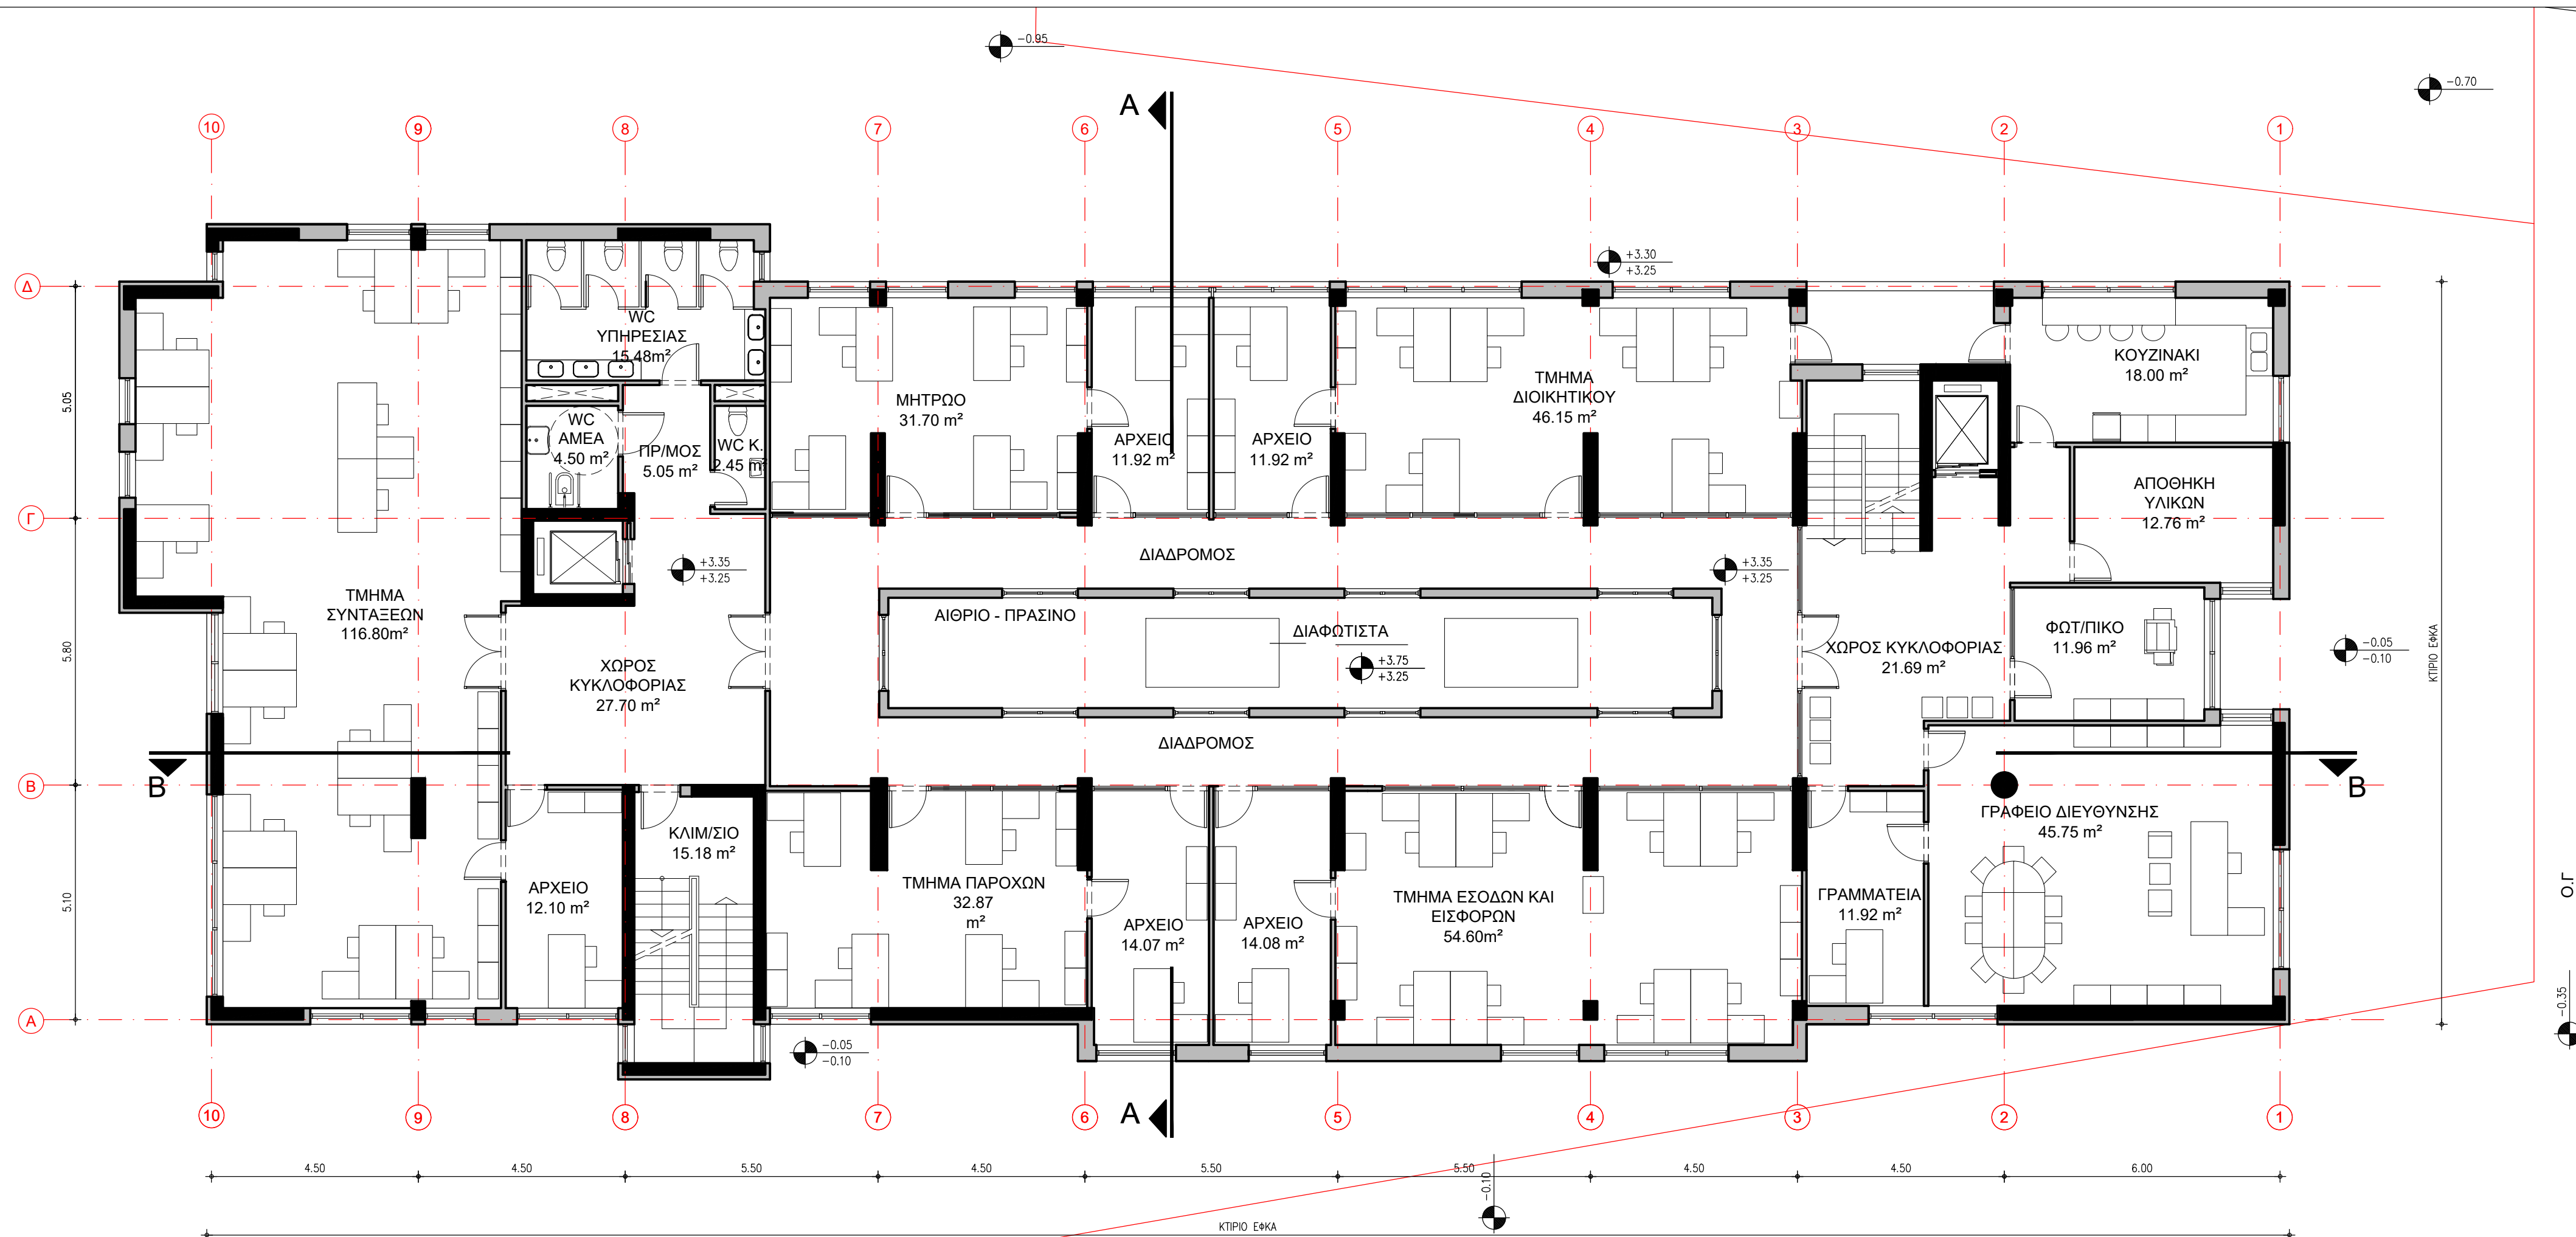 -0.95
-0.70
A
10
9
8
7
6
5
4
3
2
1
+3.30
+3.25
Δ
WC
ΥΠΗΡΕΣΙΑΣ
15.48m²
ΜΗΤΡΩΟ
31.70 m²
ΑΡΧΕΙΟ
11.92 m²
ΑΡΧΕΙΟ
11.92 m²
ΤΜΗΜΑ
ΔΙΟΙΚΗΤΙΚΟΥ
46.15 m²
ΚΟΥΖΙΝΑΚΙ
18.00 m²
5.05
WC
ΑΜΕΑ
4.50 m²
ΠΡ/ΜΟΣ
5.05 m²
WC Κ.
2.45 m²
ΑΠΟΘΗΚΗ
ΥΛΙΚΩΝ
12.76 m²
Γ
ΔΙΑΔΡΟΜΟΣ
+3.35
+3.25
+3.35
+3.25
ΤΜΗΜΑ
ΣΥΝΤΑΞΕΩΝ
116.80m²
ΑΙΘΡΙΟ - ΠΡΑΣΙΝΟ
ΔΙΑΦΩΤΙΣΤΑ
+3.75
+3.25
ΦΩΤ/ΠΙΚΟ
11.96 m²
ΧΩΡΟΣ ΚΥΚΛΟΦΟΡΙΑΣ
21.69 m²
-0.05
-0.10
ΚΤΙΡΙΟ ΕΦΚΑ
5.80
ΧΩΡΟΣ
ΚΥΚΛΟΦΟΡΙΑΣ
27.70 m²
ΔΙΑΔΡΟΜΟΣ
B
B
B
ΓΡΑΦΕΙΟ ΔΙΕΥΘΥΝΣΗΣ
45.75 m²
ΚΛΙΜ/ΣΙΟ
15.18 m²
5.10
ΑΡΧΕΙΟ
12.10 m²
ΤΜΗΜΑ ΠΑΡΟΧΩΝ
32.87
m²
ΑΡΧΕΙΟ
14.07 m²
ΑΡΧΕΙΟ
14.08 m²
ΤΜΗΜΑ ΕΣΟΔΩΝ ΚΑΙ
ΕΙΣΦΟΡΩΝ
54.60m²
ΓΡΑΜΜΑΤΕΙΑ
11.92 m²
Ο.Γ
-0.35
A
-0.05
-0.10
A
10
9
8
7
6
5
4
3
2
1
4.50
4.50
5.50
4.50
5.50
5.50
4.50
4.50
6.00
-0.10
ΚΤΙΡΙΟ ΕΦΚΑ